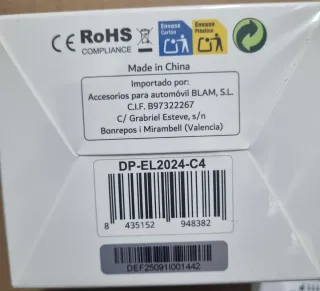 CE RoHS
COMPLIANCE
Envase Cartón
Envase Plástico
Made in China
Importado por:
Accesorios para automóvil BLAM, S.L.
C.I.F. B97322267
C/ Grabriel Esteve, s/n
Bonrepos i Mirambell (Valencia)
DP-EL2024-C4
8 435152 948382
DEF25091I001442